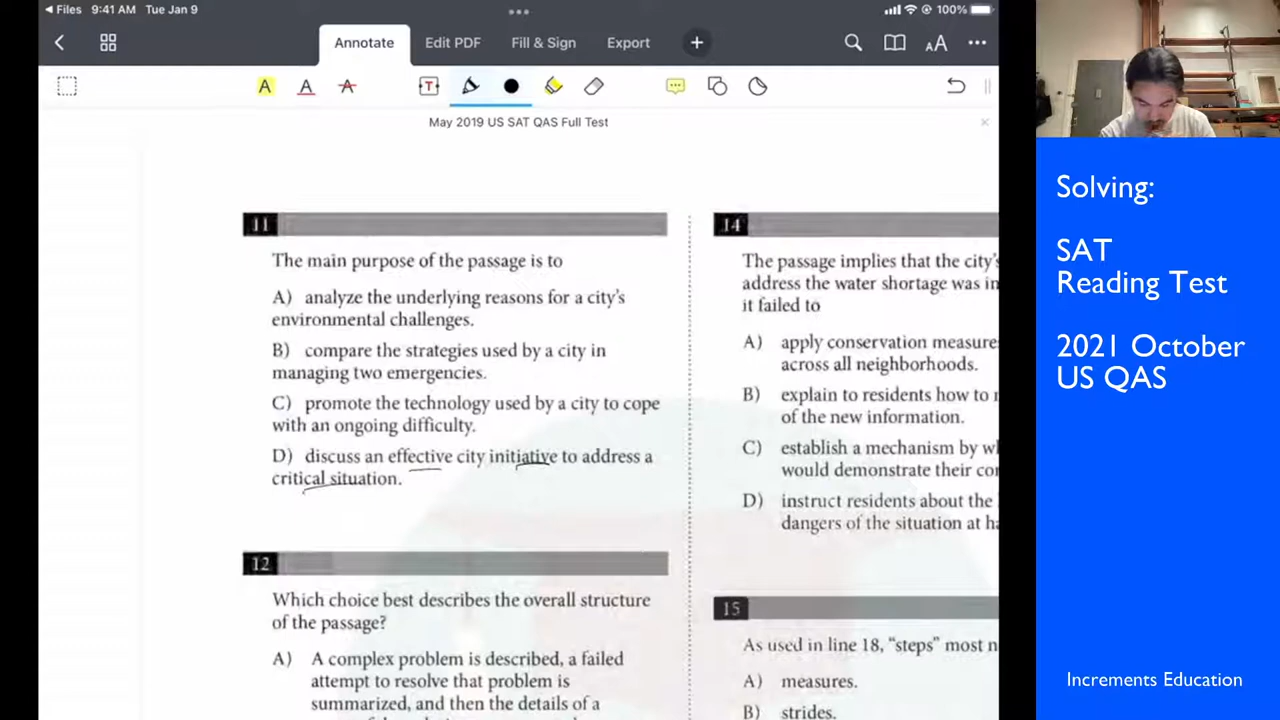 Files 9:41 AM Tue Jan 9 100%
Annotate Edit PDF Fill & Sign Export
AA
A A A T
May 2019 US SAT QAS Full Test
11
The main purpose of the passage is to
A) analyze the underlying reasons for a city's
environmental challenges.
B) compare the strategies used by a city in
managing two emergencies.
C) promote the technology used by a city to cope
with an ongoing difficulty.
D) discuss an effective city initiative to address a
critical situation.
12
Which choice best describes the overall structure
of the passage?
A) A complex problem is described, a failed
attempt to resolve that problem is
summarized, and then the details of a
14
The passage implies that the city's
address the water shortage was in
it failed to
A) apply conservation measures
across all neighborhoods.
B) explain to residents how to
of the new information.
C) establish a mechanism by
would demonstrate their
D) instruct residents about the
dangers of the situation at
15
As used in line 18, "steps" most
A) measures.
B) strides.
Solving:
SAT
Reading Test
2021 October
US QAS
Increments Education